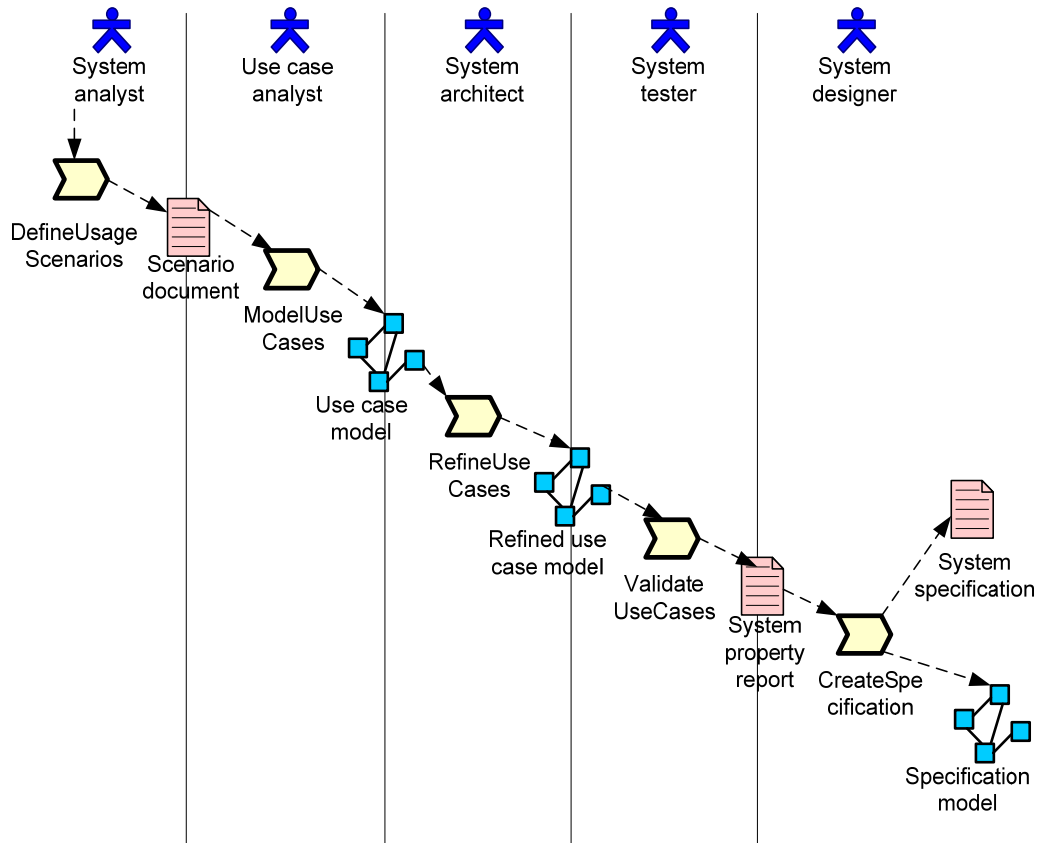 System
analyst
Use case
analyst
System
architect
System
tester
System
designer
DefineUsage
Scenarios
Scenario
document
ModelUse
Cases
Use case
model
RefineUse
Cases
Refined use
case model
Validate
UseCases
System
property
report
System
specification
CreateSpe
cification
Specification
model